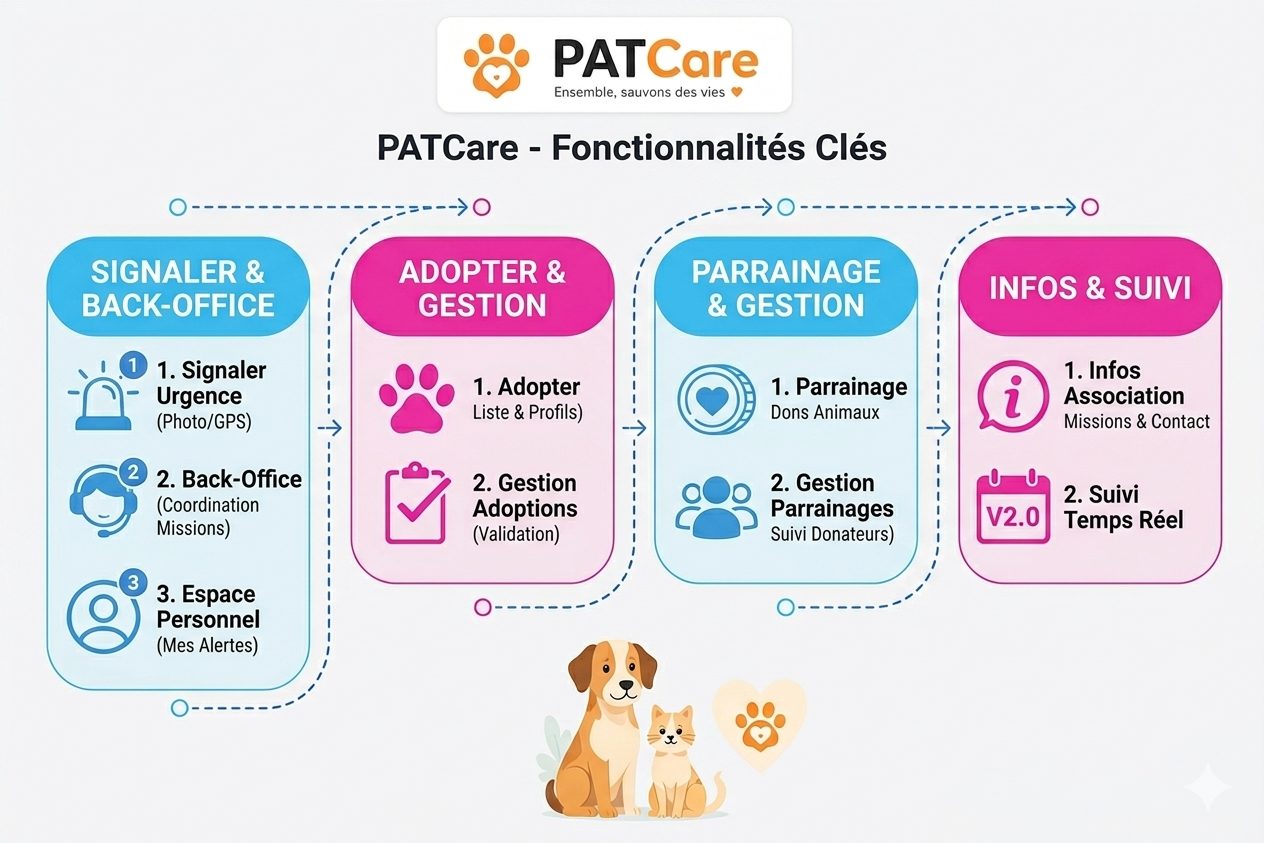 PATCare
Ensemble, sauvons des vies
PATCare - Fonctionnalités Clés
SIGNALER &
BACK-OFFICE
1
1. Signaler
Urgence
(Photo/GPS)
2
2. Back-Office
(Coordination
Missions)
3
3. Espace
Personnel
(Mes Alertes)
ADOPTER &
GESTION
1. Adopter
Liste & Profils)
2. Gestion
Adoptions
(Validation)
PARRAINAGE
& GESTION
1. Parrainage
Dons Animaux
2. Gestion
Parrainages
Suivi Donateurs)
INFOS & SUIVI
i
1. Infos
Association
Missions & Contact
V2.0
2. Suivi
Temps Réel